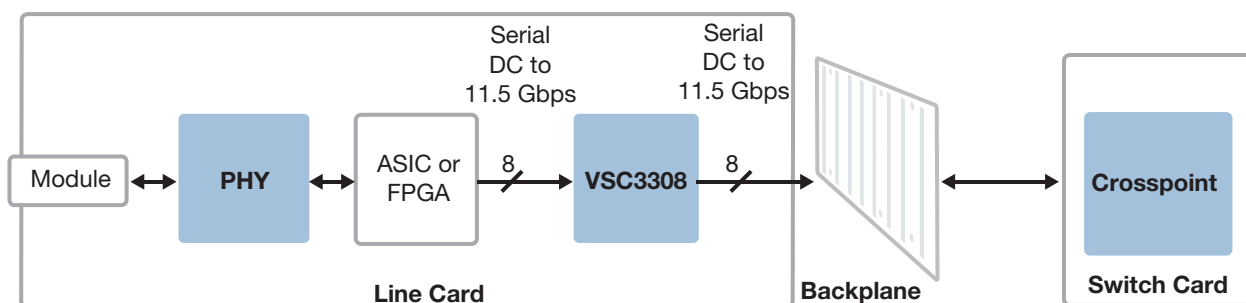 Serial
DC to
11.5 Gbps
Serial
DC to
11.5 Gbps
Module
PHY
ASIC or
FPGA
8
VSC3308
8
Crosspoint
Line Card
Backplane
Switch Card